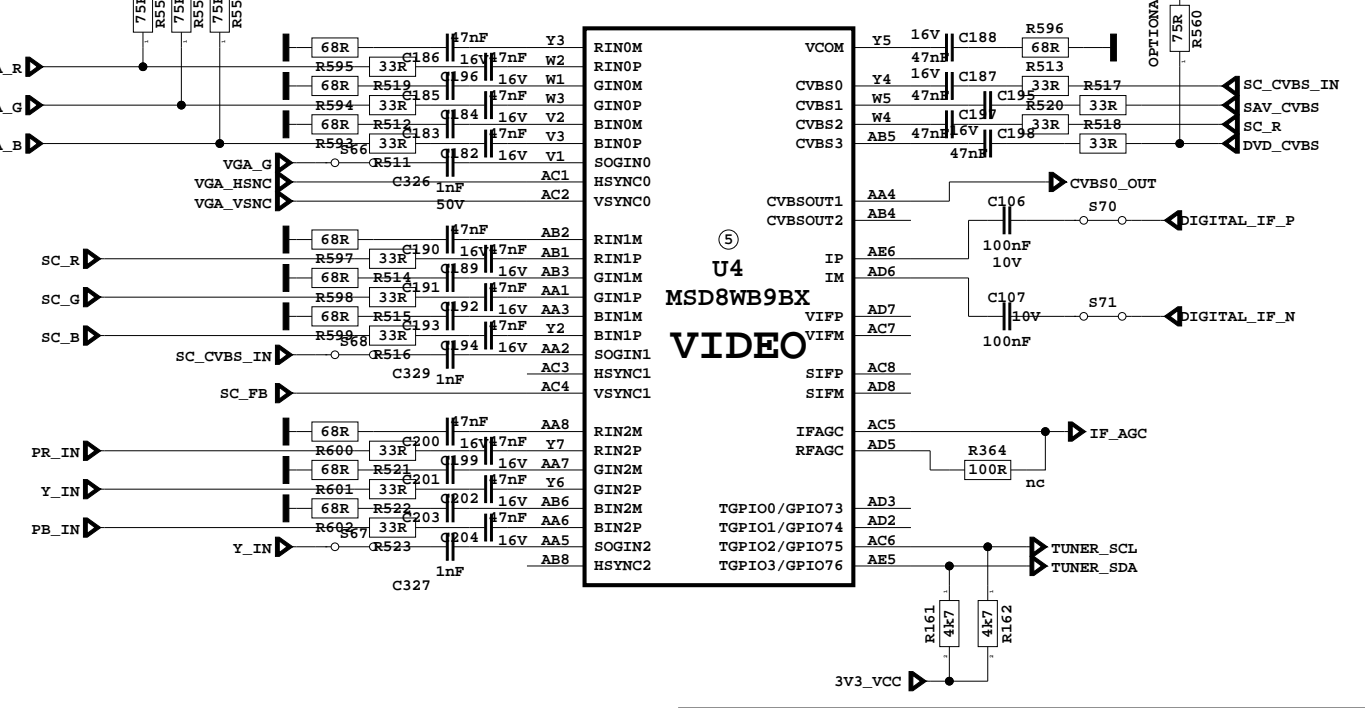 75R
R55
75R
R55
75R
R55
A_R
A_G
A_B
VGA_G
VGA_HSNC
VGA_VSNC
68R
R595
33R
R519
68R
R594
33R
R512
68R
R593
33R
R511
S66
C326
1nF
50V
47nF
C186
16V
47nF
C196
16V
C185
47nF
C184
16V
C183
47nF
C182
16V
Y3
W2
W1
W3
V2
V3
V1
AC1
AC2
RIN0M
RIN0P
GIN0M
GIN0P
BIN0M
BIN0P
SOGIN0
HSYNC0
VSYNC0
SC_R
SC_G
SC_B
SC_CVBS_IN
SC_FB
68R
R597
33R
R514
68R
R598
33R
R515
68R
R599
33R
R516
S68
C329
1nF
47nF
C190
16V
47nF
C189
16V
C191
47nF
C192
16V
C193
47nF
C194
16V
AB2
AB1
AB3
AA1
AA3
Y2
AA2
AC3
AC4
RIN1M
RIN1P
GIN1M
GIN1P
BIN1M
BIN1P
SOGIN1
HSYNC1
VSYNC1
PR_IN
Y_IN
PB_IN
Y_IN
68R
R600
33R
R521
68R
R601
33R
R522
68R
R602
33R
R523
S67
C327
1nF
47nF
C200
16V
47nF
C199
16V
C201
47nF
C202
16V
C203
47nF
C204
16V
AA8
Y7
AA7
Y6
AB6
AA6
AA5
AB8
RIN2M
RIN2P
GIN2M
GIN2P
BIN2M
BIN2P
SOGIN2
HSYNC2
5
U4
MSD8WB9BX
VIDEO
VCOM
CVBS0
CVBS1
CVBS2
CVBS3
CVBSOUT1
CVBSOUT2
IP
IM
VIFP
VIFM
SIFP
SIFM
IFAGC
RFAGC
TGPIO0/GPIO73
TGPIO1/GPIO74
TGPIO2/GPIO75
TGPIO3/GPIO76
Y5
Y4
W5
W4
AB5
AA4
AB4
AE6
AD6
AD7
AC7
AC8
AD8
AC5
AD5
AD3
AD2
AC6
AE5
16V
C188
47nF
16V
C187
47nF
C195
C197
47nF
16V
C198
47nF
R596
68R
R513
33R
R517
33R
R520
33R
R518
33R
OPTIONA
75R
R560
SC_CVBS_IN
SAV_CVBS
SC_R
DVD_CVBS
CVBS0_OUT
C106
100nF
10V
S70
DIGITAL_IF_P
C107
10V
100nF
S71
DIGITAL_IF_N
IF_AGC
R364
100R
nc
TUNER_SCL
TUNER_SDA
R161
4k7
4k7
R162
3V3_VCC